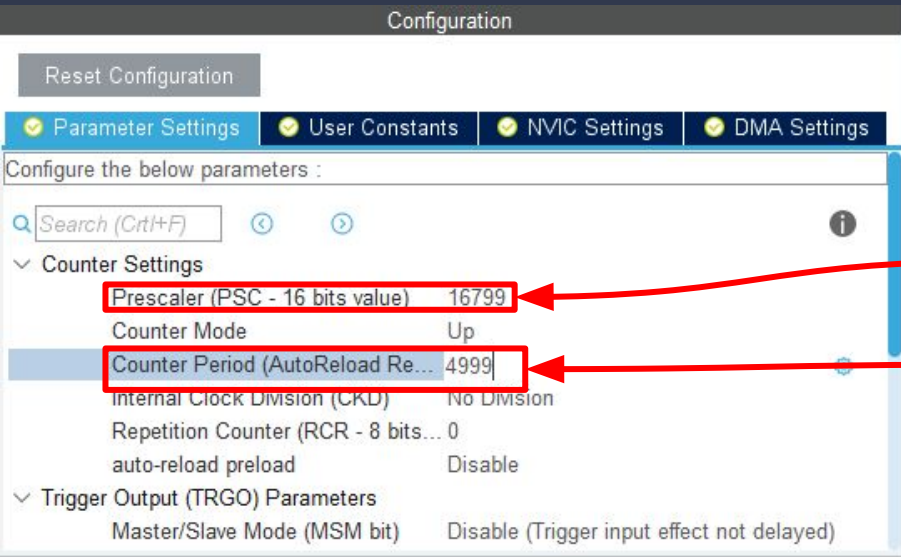 Configuration
Reset Configuration
Parameter Settings User Constants NVIC Settings DMA Settings
Configure the below parameters :
Search (Crtl+F)
Counter Settings
Prescaler (PSC - 16 bits value) 16799
Counter Mode Up
Counter Period (AutoReload Re... 4999
Internal Clock Division (CKD) No Division
Repetition Counter (RCR - 8 bits... 0
auto-reload preload Disable
Trigger Output (TRGO) Parameters
Master/Slave Mode (MSM bit) Disable (Trigger input effect not delayed)